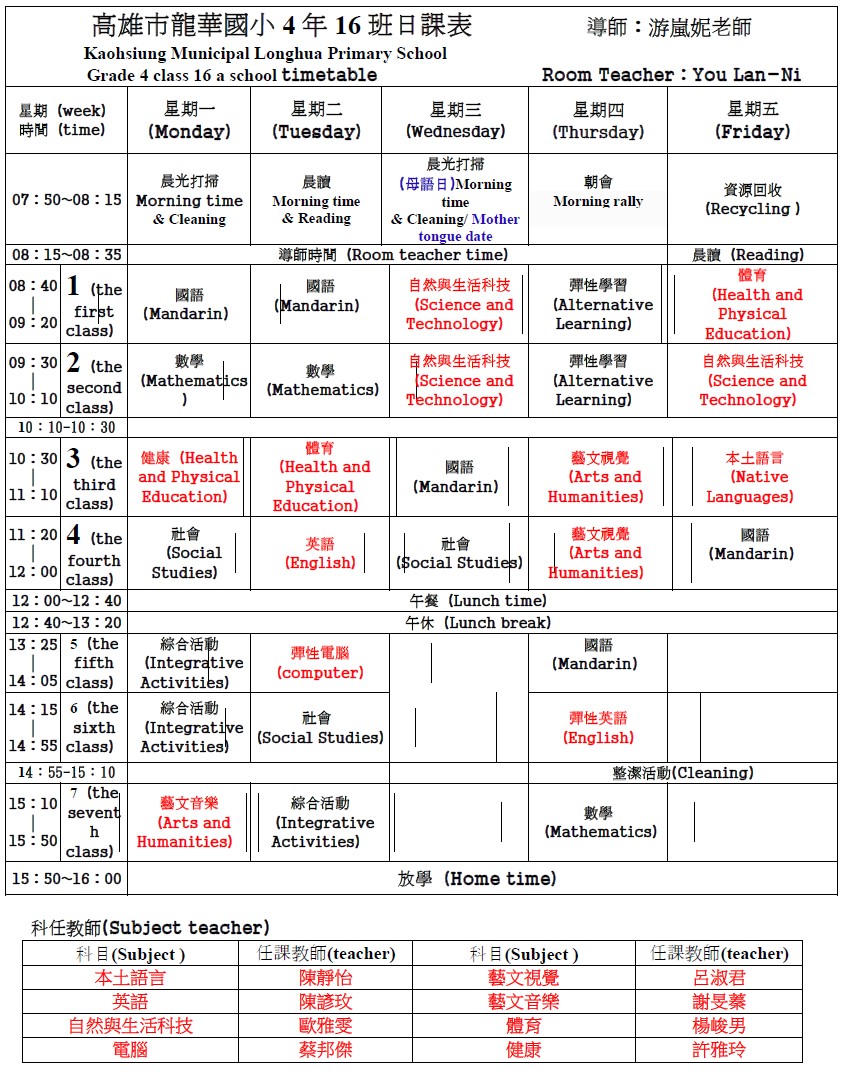 高雄市龍華國小 4 年 16 班日課表 導師：游嵐妮老師
Kaohsiung Municipal Longhua Primary School
Grade 4 class 16 a school timetable Room Teacher：You Lan-Ni
星期 (week)
時間 (time)
星期一
(Monday)
星期二
(Tuesday)
星期三
(Wednesday)
星期四
(Thursday)
星期五
(Friday)
07：50~08：15
晨光打掃
Morning time
& Cleaning
晨讀
Morning time
& Reading
晨光打掃
(母語日)Morning
time
& Cleaning/ Mother
tongue date
朝會
Morning rally
資源回收
(Recycling )
08：15~08：35 導師時間 (Room teacher time) 晨讀 (Reading)
08：40
｜
09：20
1 (the
first
class)
國語
(Mandarin)
國語
(Mandarin)
自然與生活科技
(Science and
Technology)
彈性學習
(Alternative
Learning)
體育
(Health and
Physical
Education)
09：30
｜
10：10
2 (the
second
class)
數學
(Mathematics
)
數學
(Mathematics)
自然與生活科技
(Science and
Technology)
彈性學習
(Alternative
Learning)
自然與生活科技
(Science and
Technology)
10：10-10：30
10：30
｜
11：10
3 (the
third
class)
健康 (Health
and Physical
Education)
體育
(Health and
Physical
Education)
國語
(Mandarin)
藝文視覺
(Arts and
Humanities)
本土語言
(Native
Languages)
11：20
｜
12：00
4 (the
fourth
class)
社會
(Social
Studies)
英語
(English)
社會
(Social Studies)
藝文視覺
(Arts and
Humanities)
國語
(Mandarin)
12：00~12：40 午餐 (Lunch time)
12：40~13：20 午休 (Lunch break)
13：25
｜
14：05
5 (the
fifth
class)
綜合活動
(Integrative
Activities)
彈性電腦
(computer)
國語
(Mandarin)
14：15
｜
14：55
6 (the
sixth
class)
綜合活動
(Integrative
Activities)
社會
(Social Studies)
彈性英語
(English)
14：55-15：10 整潔活動(Cleaning)
15：10
｜
15：50
7 (the
sevent
h
class)
藝文音樂
(Arts and
Humanities)
綜合活動
(Integrative
Activities)
數學
(Mathematics)
15：50~16：00 放學 (Home time)
科任教師(Subject teacher)
科目(Subject ) 任課教師(teacher) 科目(Subject ) 任課教師(teacher)
本土語言 陳靜怡 藝文視覺 呂淑君
英語 陳諺玫 藝文音樂 謝旻蓁
自然與生活科技 歐雅雯 體育 楊峻男
電腦 蔡邦傑 健康 許雅玲